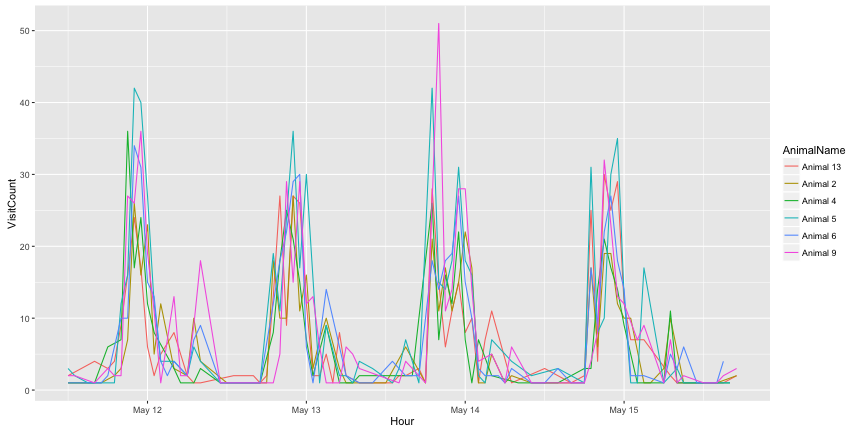 VisitCount
50
40
30
20
10
0
May 12
May 13
May 14
May 15
Hour
AnimalName
Animal 13
Animal 2
Animal 4
Animal 5
Animal 6
Animal 9